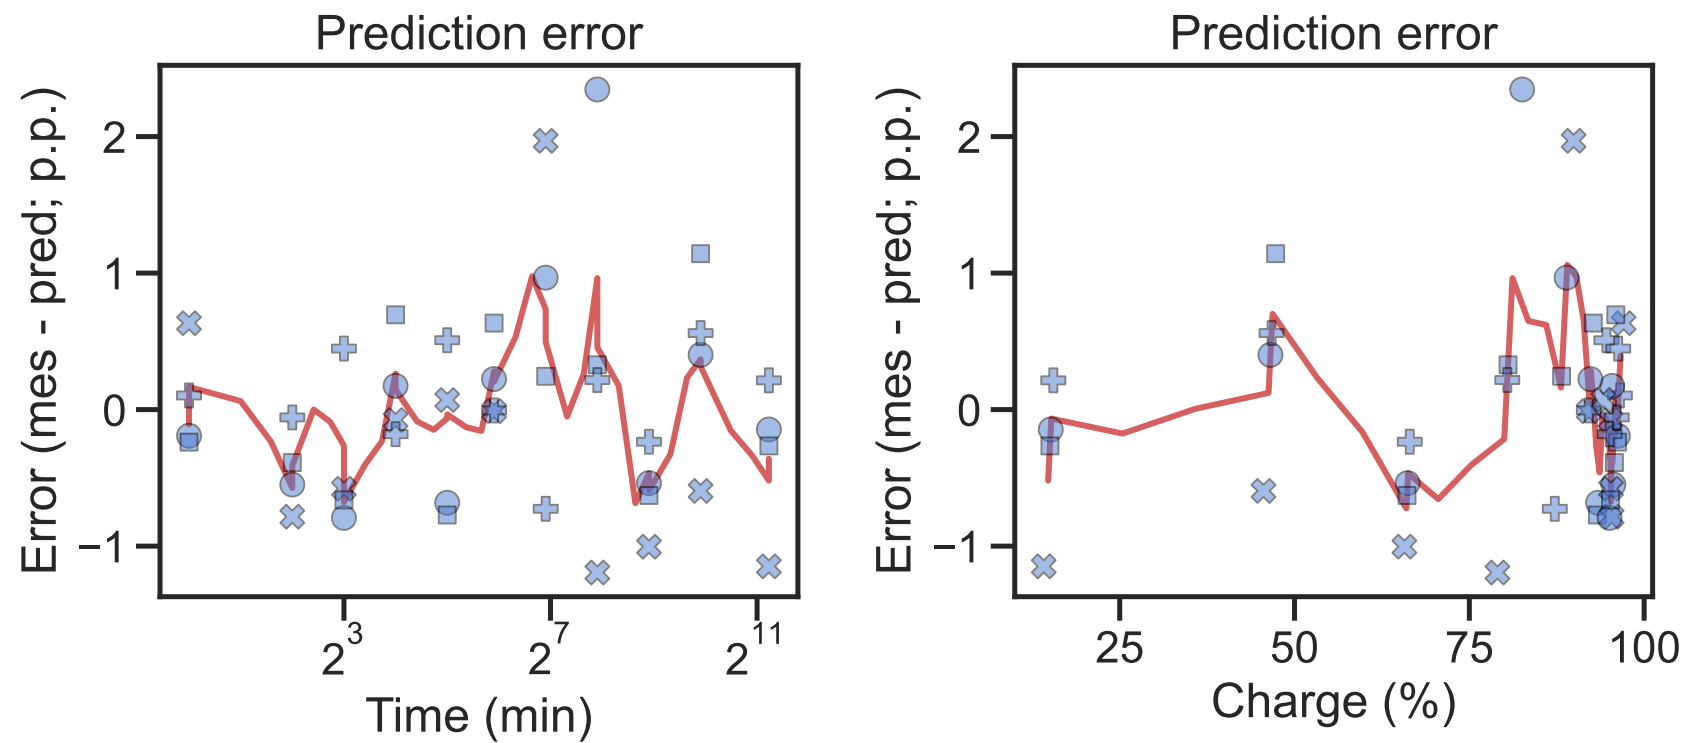 Prediction error
Error (mes - pred; p.p.)
2
1
0
−1
2^3
2^7
2^11
Time (min)
Prediction error
Error (mes - pred; p.p.)
2
1
0
−1
25
50
75
100
Charge (%)